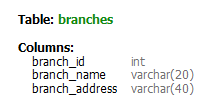 Table: branches
Columns:
branch_id int
branch_name varchar(20)
branch_address varchar(40)